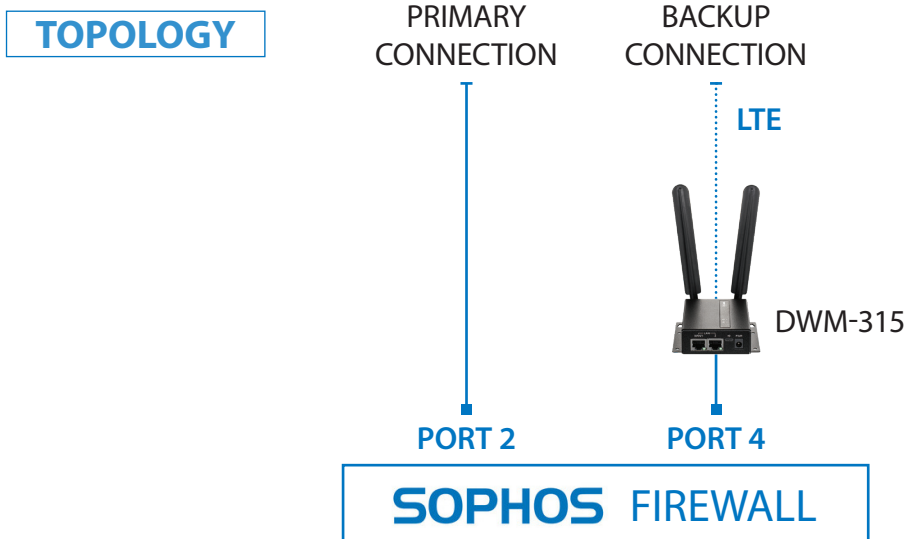 TOPOLOGY
PRIMARY
CONNECTION
BACKUP
CONNECTION
LTE
DWM-315
PORT 2
PORT 4
SOPHOS FIREWALL